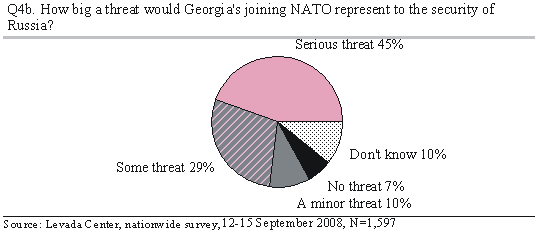 Q4b. How big a threat would Georgia's joining NATO represent to the security of
Russia?
Serious threat 45%
Don't know 10%
Some threat 29%
No threat 7%
A minor threat 10%
Source: Levada Center, nationwide survey, 12-15 September 2008, N=1,597